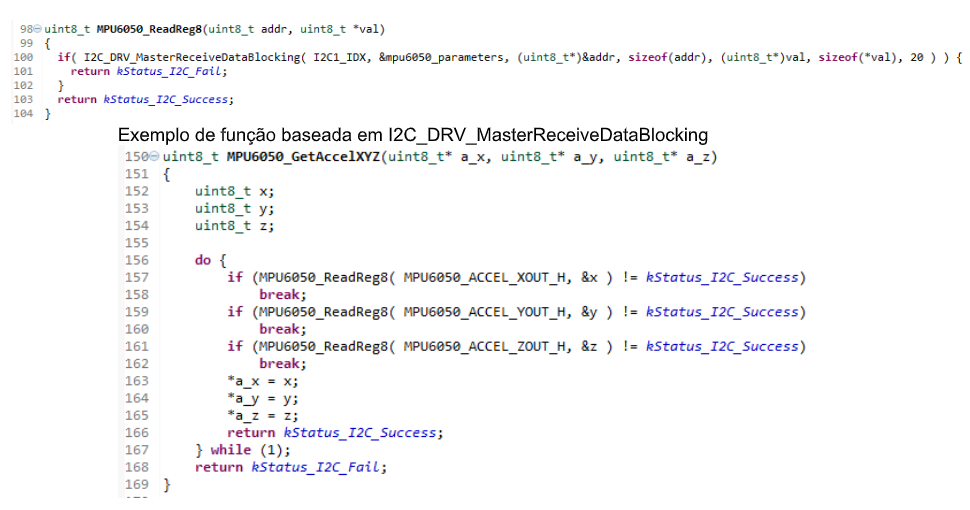 98 uint8_t MPU6050_ReadReg8(uint8_t addr, uint8_t *val)
99 {
100 if( I2C_DRV_MasterReceiveDataBlocking( I2C1_IDX, &mpu6050_parameters, (uint8_t*)&addr, sizeof(addr), (uint8_t*)val, sizeof(*val), 20 ) ) {
101 return kStatus_I2C_Fail;
102 }
103 return kStatus_I2C_Success;
104 }
Exemplo de função baseada em I2C_DRV_MasterReceiveDataBlocking
150 uint8_t MPU6050_GetAccelXYZ(uint8_t* a_x, uint8_t* a_y, uint8_t* a_z)
151 {
152 uint8_t x;
153 uint8_t y;
154 uint8_t z;
155
156 do {
157 if (MPU6050_ReadReg8( MPU6050_ACCEL_XOUT_H, &x ) != kStatus_I2C_Success)
158 break;
159 if (MPU6050_ReadReg8( MPU6050_ACCEL_YOUT_H, &y ) != kStatus_I2C_Success)
160 break;
161 if (MPU6050_ReadReg8( MPU6050_ACCEL_ZOUT_H, &z ) != kStatus_I2C_Success)
162 break;
163 *a_x = x;
164 *a_y = y;
165 *a_z = z;
166 return kStatus_I2C_Success;
167 } while (1);
168 return kStatus_I2C_Fail;
169 }